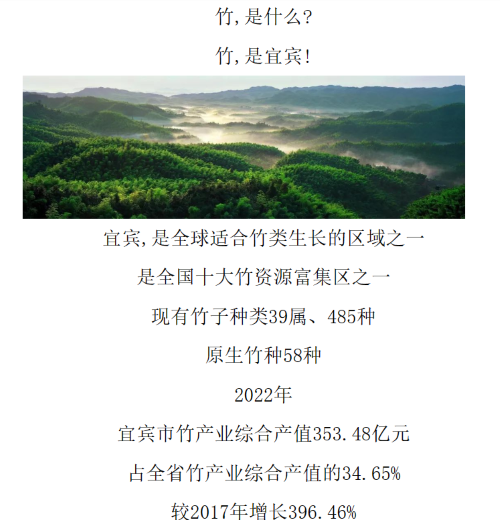 竹,是什么?
竹,是宜宾!
宜宾,是全球适合竹类生长的区域之一
是全国十大竹资源富集区之一
现有竹子种类39属、485种
原生竹种58种
2022年
宜宾市竹产业综合产值353.48亿元
占全省竹产业综合产值的34.65%
较2017年增长396.46%